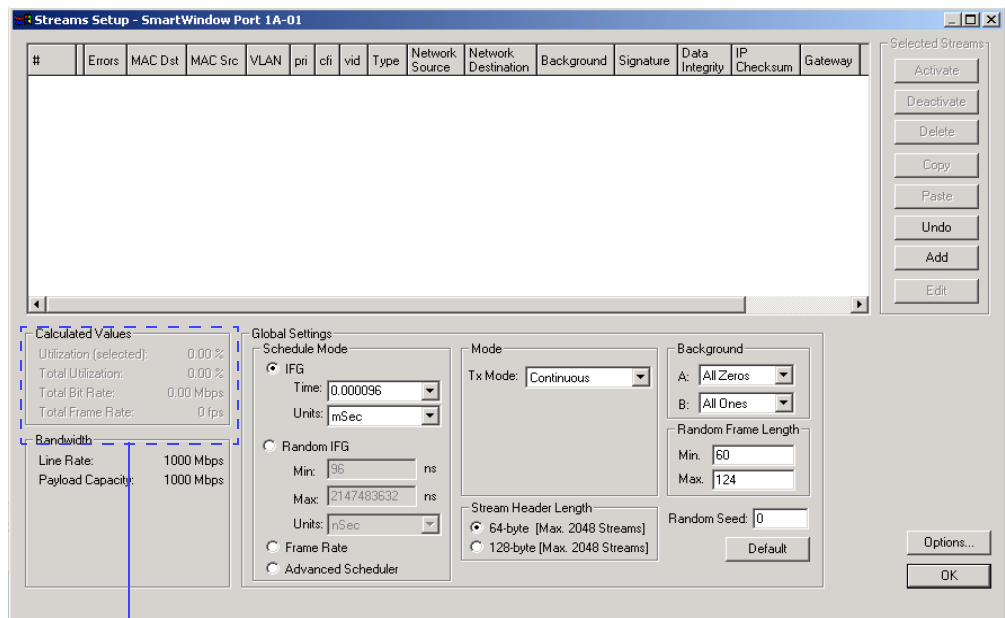 Streams Setup - SmartWindow Port 1A-01
# Errors MAC Dst MAC Src VLAN pri cfi vid Type Network Source Network Destination Background Signature Data Integrity IP Checksum Gateway
Selected Streams
Activate
Deactivate
Delete
Copy
Paste
Undo
Add
Edit
Calculated Values
Utilization (selected): 0.00 %
Total Utilization: 0.00 %
Total Bit Rate: 0.00 Mbps
Total Frame Rate: 0 fps
Bandwidth
Line Rate: 1000 Mbps
Payload Capacity: 1000 Mbps
Global Settings
Schedule Mode
IFG
Time: 0.000096
Units: mSec
Random IFG
Min: 96 ns
Max: 2147483632 ns
Units: nSec
Frame Rate
Advanced Scheduler
Mode
Tx Mode: Continuous
Stream Header Length
64-byte [Max. 2048 Streams]
128-byte [Max. 2048 Streams]
Background
A: All Zeros
B: All Ones
Random Frame Length
Min. 60
Max. 124
Random Seed: 0
Default
Options...
OK